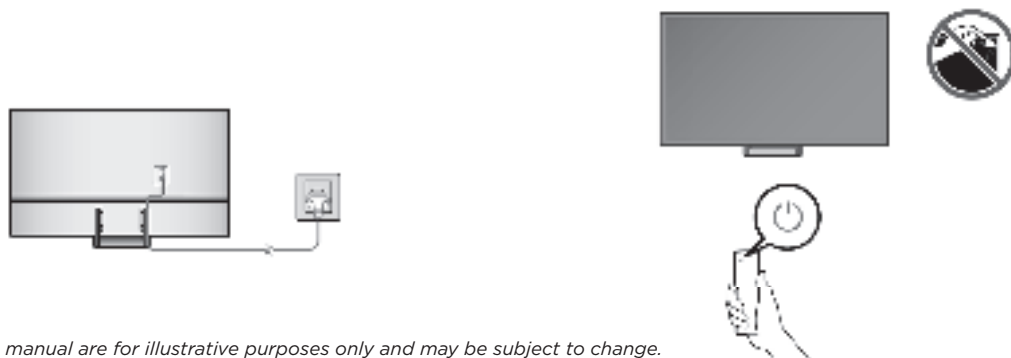 manual are for illustrative purposes only and may be subject to change.